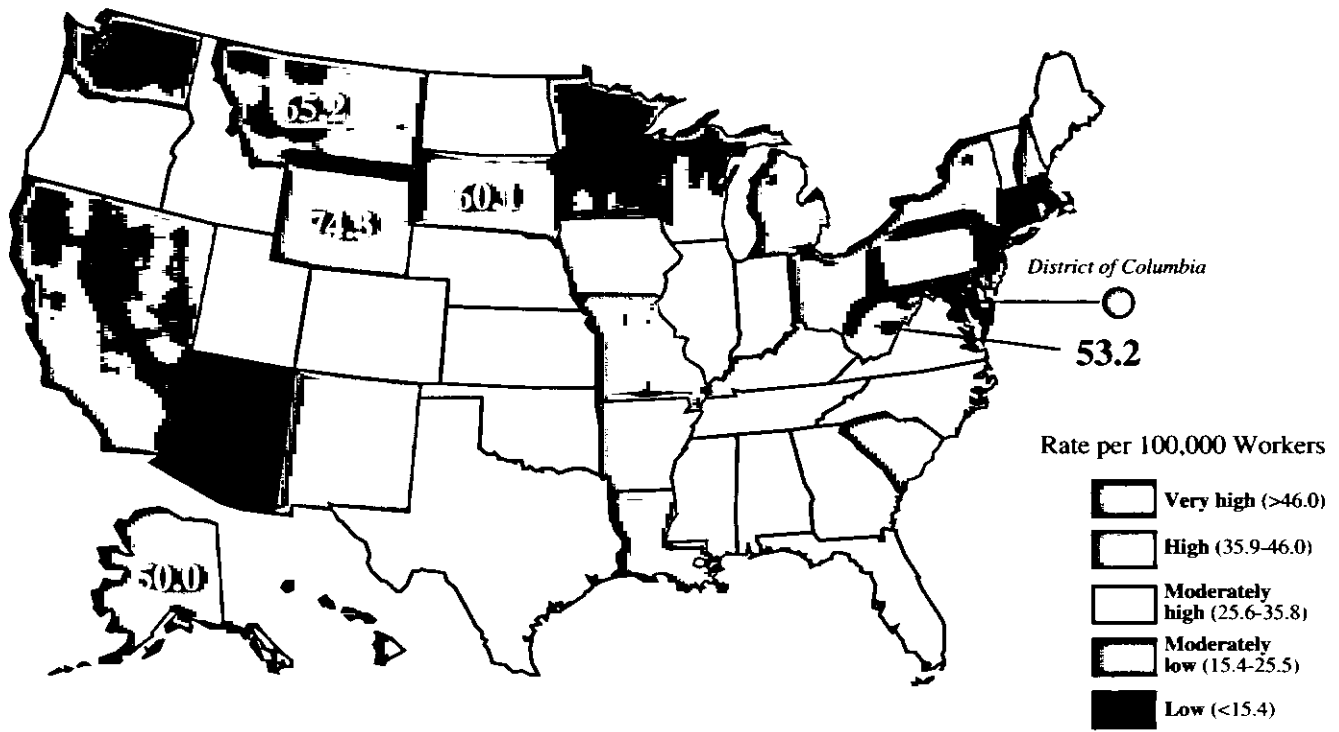 65.2
60.1
74.3
District of Columbia
53.2
50.0
Rate per 100,000 Workers
Very high (>46.0)
High (35.9-46.0)
Moderately
high (25.6-35.8)
Moderately
low (15.4-25.5)
Low (<15.4)